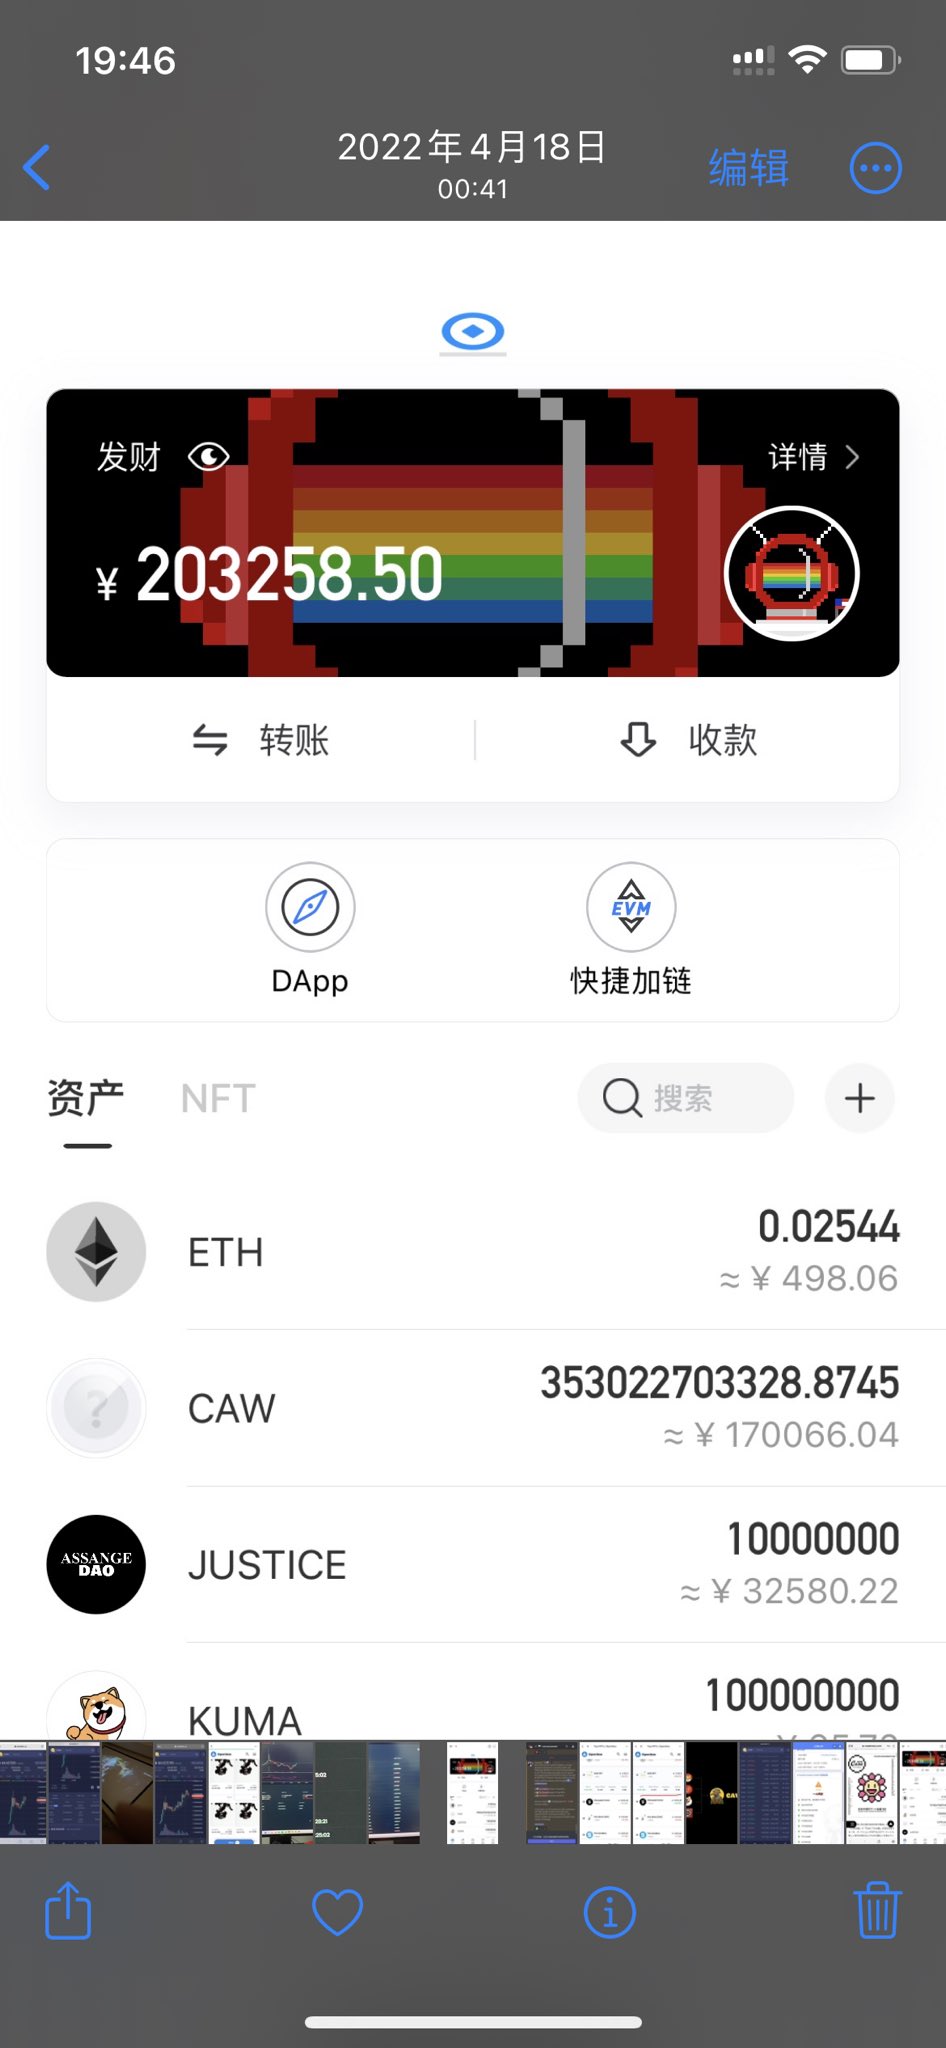 19:46
2022年4月18日
00:41
编辑
发财
详情
¥ 203258.50
转账
收款
DApp
EVM
快捷加链
资产
NFT
搜索
ETH
0.02544
≈ ¥ 498.06
CAW
353022703328.8745
≈ ¥ 170066.04
ASSANGE
DAO
JUSTICE
10000000
≈ ¥ 32580.22
KUMA
100000000